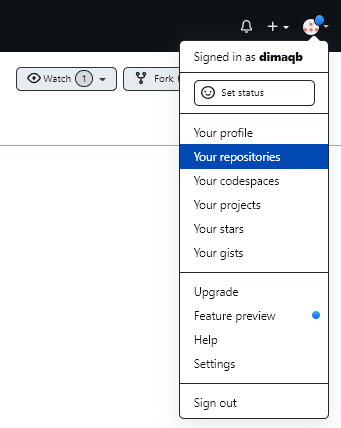 Signed in as dimaqb
Watch 1
Fork
Set status
Your profile
Your repositories
Your codespaces
Your projects
Your stars
Your gists
Upgrade
Feature preview
Help
Settings
Sign out